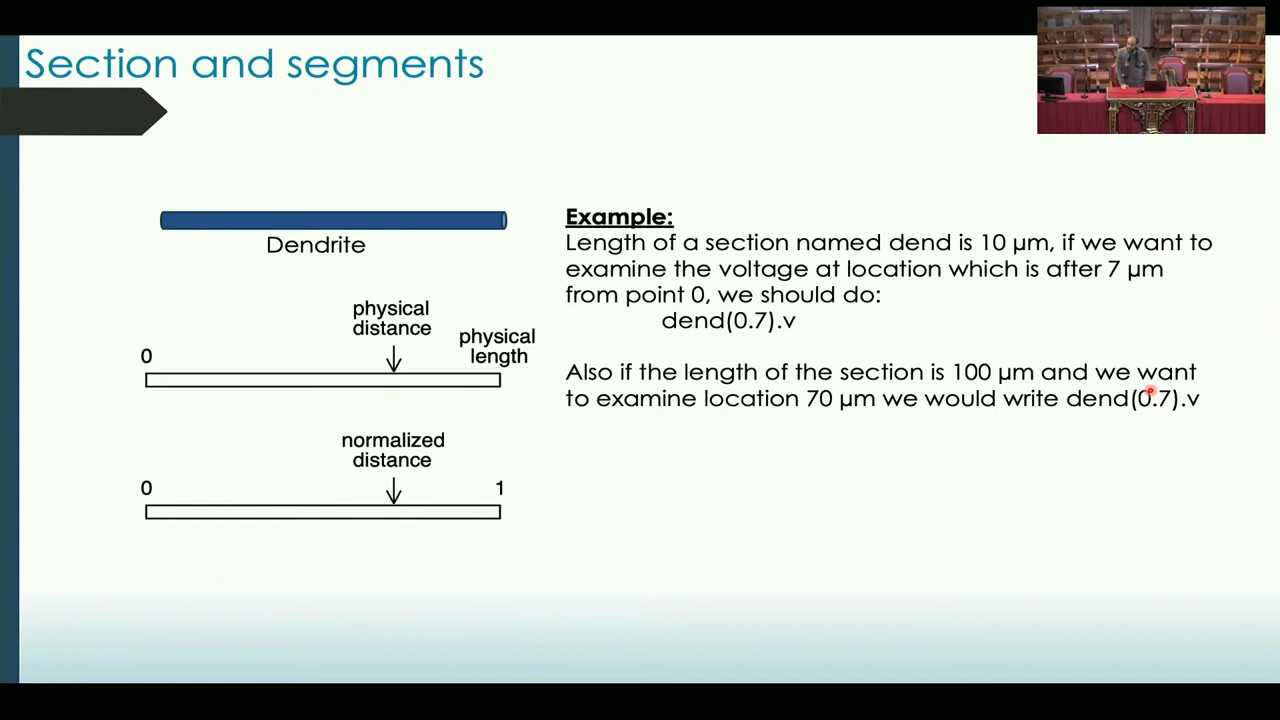 Section and segments
Dendrite
physical
distance
physical
length
0
normalized
distance
0
1
Example:
Length of a section named dend is 10 µm, if we want to
examine the voltage at location which is after 7 µm
from point 0, we should do:
dend(0.7).v
Also if the length of the section is 100 µm and we want
to examine location 70 µm we would write dend(0.7).v